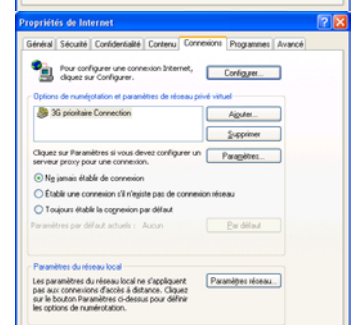 Propriétés de Internet
Général Sécurité Confidentialité Contenu Connexions Programmes Avancé
Pour configurer une connexion Internet,
cliquez sur Configurer.
Configurer...
Options de numérotation et paramètres de réseau privé virtuel
3G prioritaire Connection
Ajouter...
Supprimer
Cliquez sur Paramètres si vous devez configurer un
serveur proxy pour une connexion.
Paramètres...
Ne jamais établir de connexion
Établir une connexion s'il n'existe pas de connexion réseau
Toujours établir la connexion par défaut
Paramètres par défaut actuels : Aucun
Par défaut
Paramètres du réseau local
Les paramètres du réseau local ne s'appliquent
pas aux connexions d'accès à distance. Cliquez
sur le bouton Paramètres ci-dessus pour définir
les options de numérotation.
Paramètres réseau...